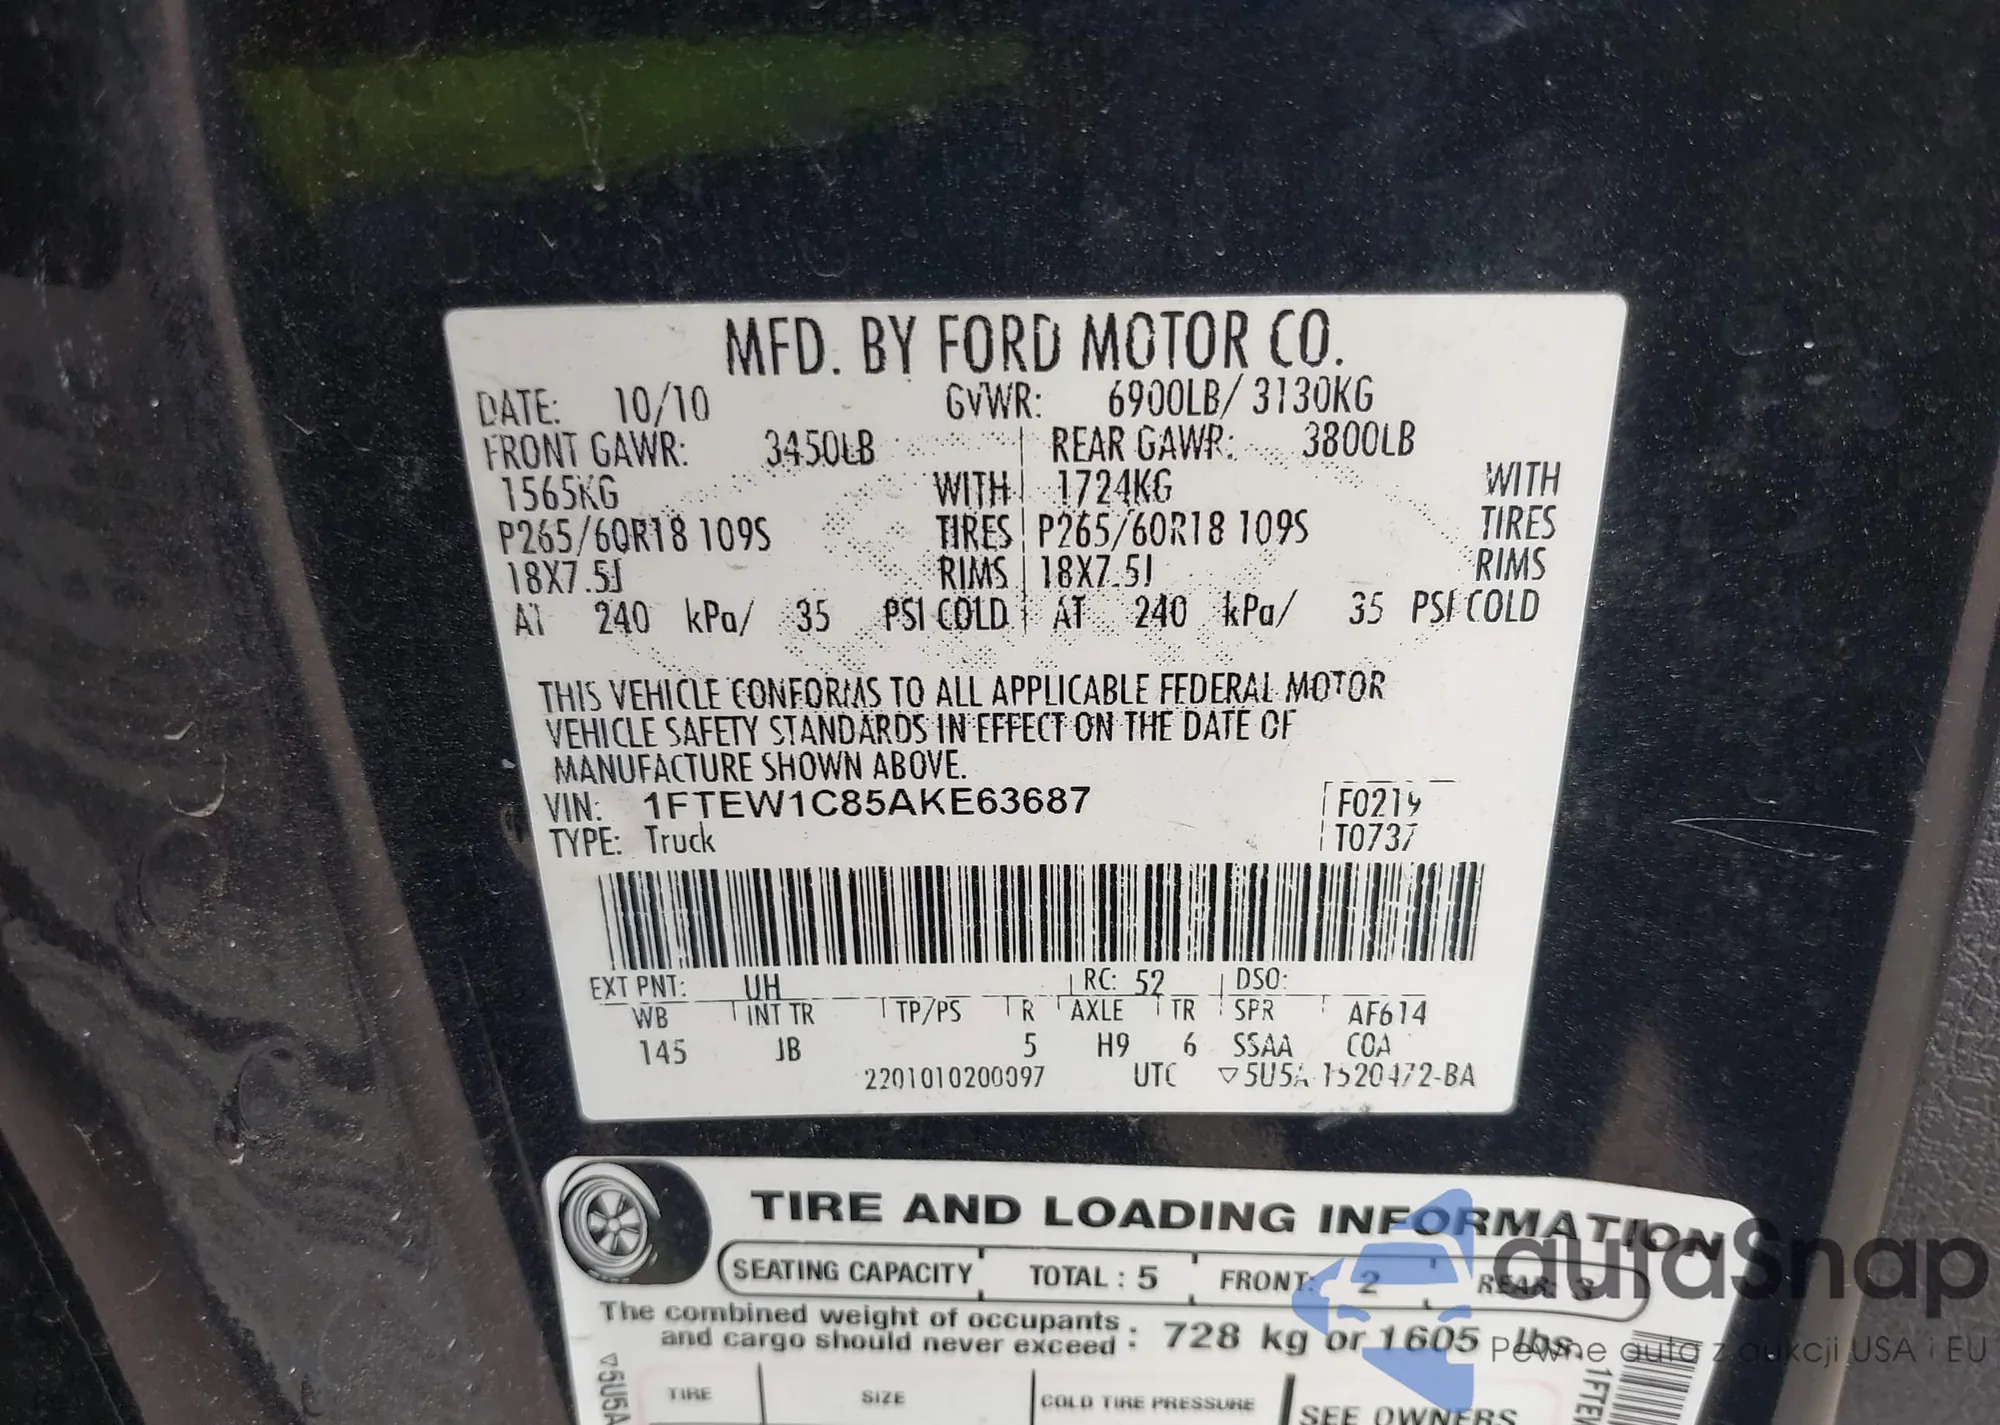 MFD. BY FORD MOTOR CO.
DATE: 10/10 GVWR: 6900LB/ 3130KG
FRONT GAWR: 3450LB REAR GAWR: 3800LB
1565KG WITH 1724KG WITH
P265/60R18 109S TIRES P265/60R18 109S TIRES
18X7.5J RIMS 18X7.5J RIMS
AT 240 kPa/ 35 PSI COLD AT 240 kPa/ 35 PSI COLD
THIS VEHICLE CONFORMS TO ALL APPLICABLE FEDERAL MOTOR
VEHICLE SAFETY STANDARDS IN EFFECT ON THE DATE OF
MANUFACTURE SHOWN ABOVE.
VIN: 1FTEW1C85AKE63687 F0219
TYPE: Truck T0737
EXT PNT: UH RC: 52 DSO:
WB INT TR TP/PS R AXLE TR SPR AF614
145 JB 5 H9 6 SSAA COA
2201010200097 UTC ▽5U5A-1520472-BA
TIRE AND LOADING INFORMATION
SEATING CAPACITY TOTAL : 5 FRONT: 2 REAR: 3
The combined weight of occupants
and cargo should never exceed : 728 kg or 1605 lbs.
TIRE SIZE COLD TIRE PRESSURE SEE OWNERS
▽5U5A
1FTEW
autaSnap
Pewne auta z aukcji USA i EU